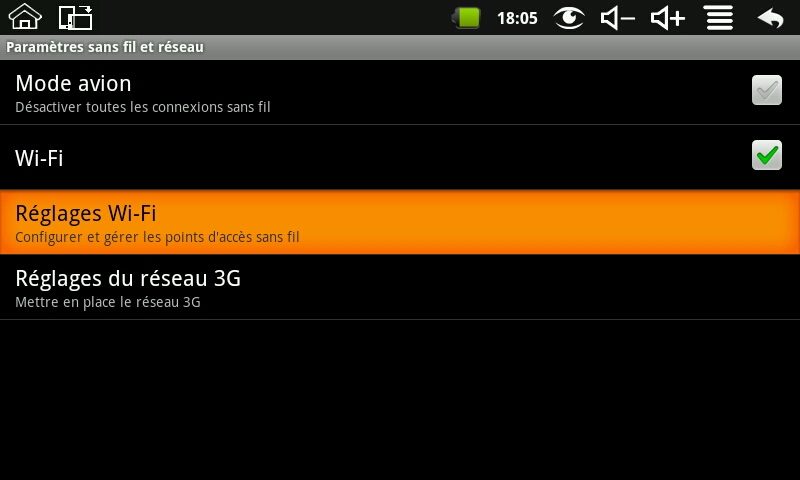 18:05
Paramètres sans fil et réseau
Mode avion
Désactiver toutes les connexions sans fil
Wi-Fi
Réglages Wi-Fi
Configurer et gérer les points d'accès sans fil
Réglages du réseau 3G
Mettre en place le réseau 3G